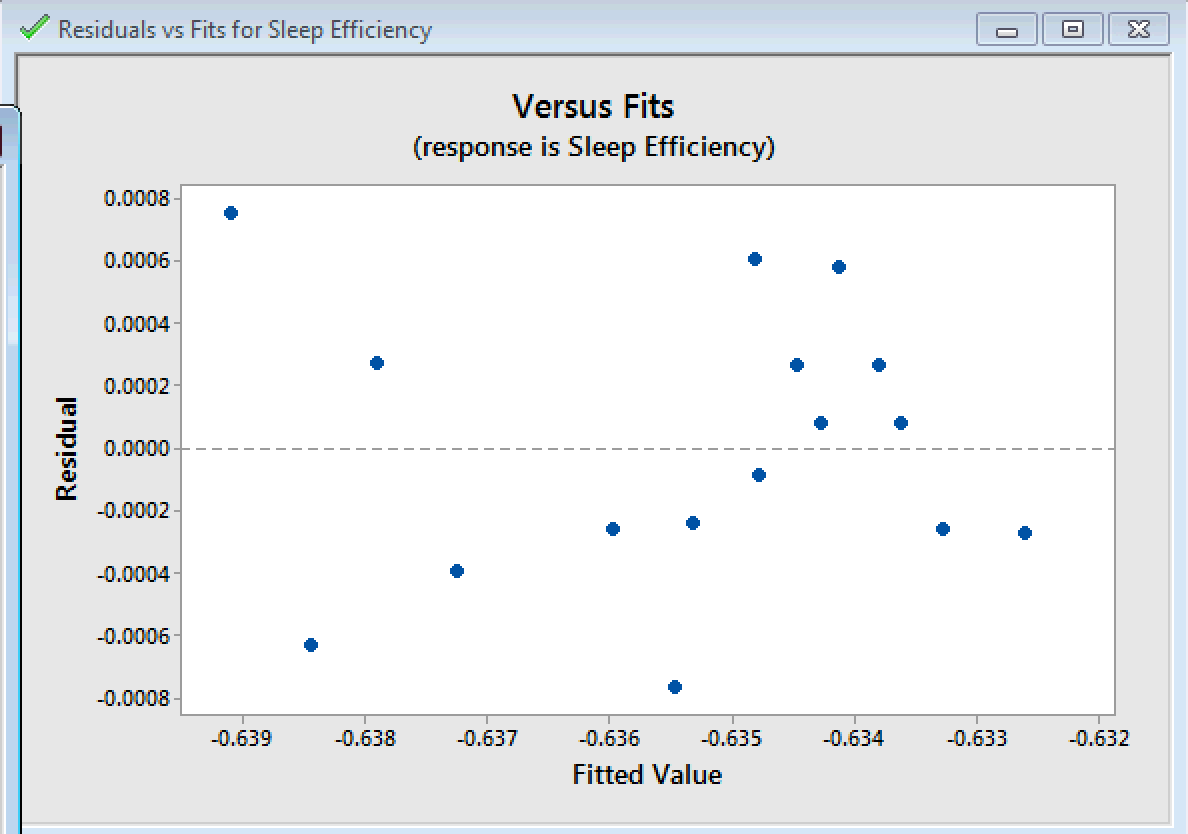 Residuals vs Fits for Sleep Efficiency
Versus Fits
(response is Sleep Efficiency)
0.0008
0.0006
0.0004
0.0002
0.0000
-0.0002
-0.0004
-0.0006
-0.0008
Residual
-0.639 -0.638 -0.637 -0.636 -0.635 -0.634 -0.633 -0.632
Fitted Value